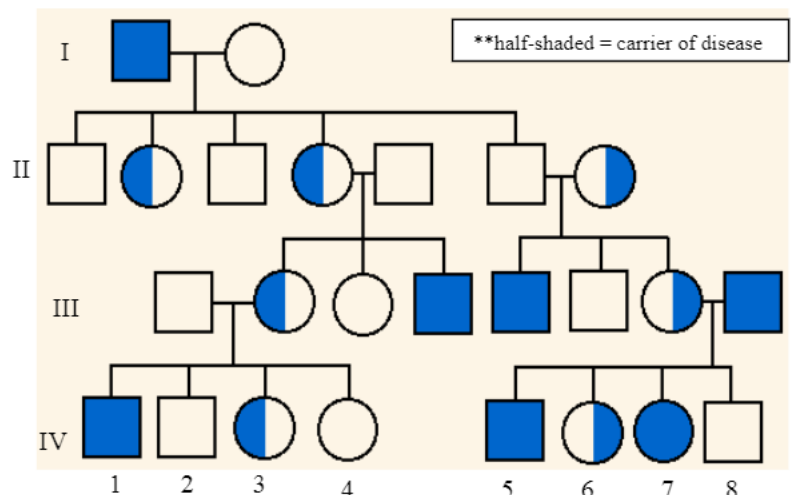 I
**half-shaded = carrier of disease
II
III
IV
1 2 3 4 5 6 7 8